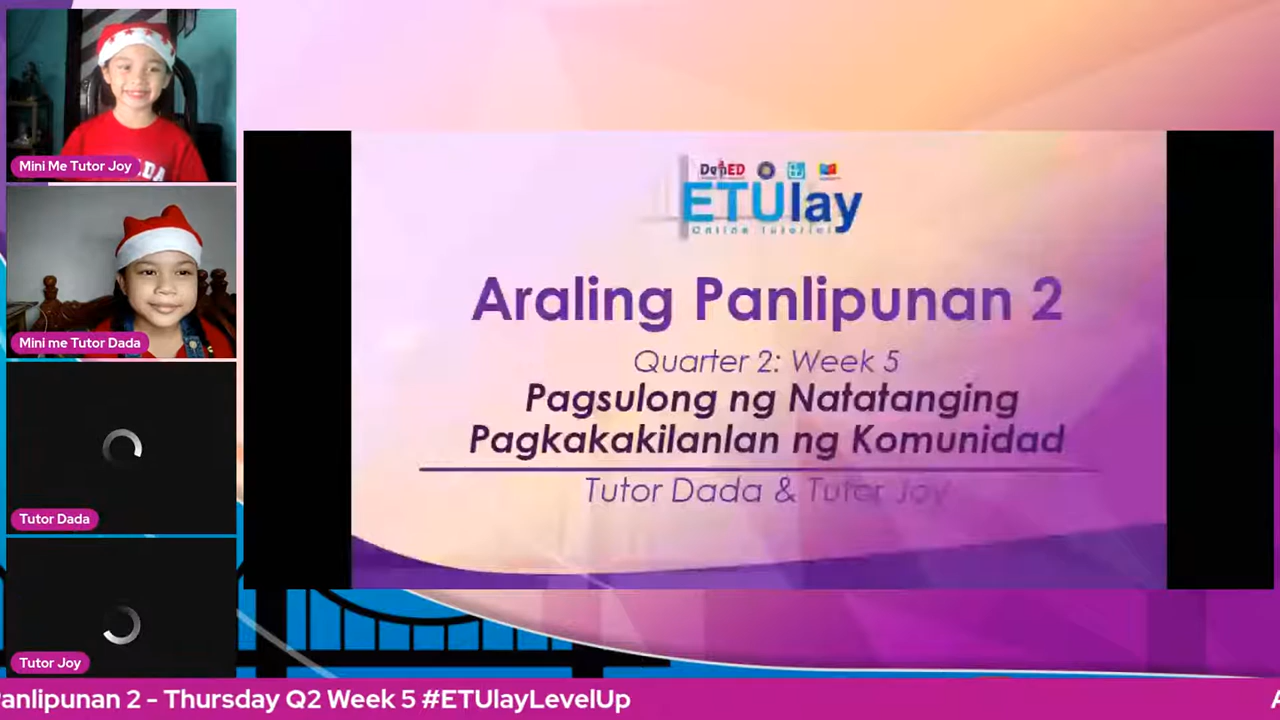 Mini Me Tutor Joy
Mini me Tutor Dada
Tutor Dada
Tutor Joy
DepED
ETUlay
Online Tutorial
Araling Panlipunan 2
Quarter 2: Week 5
Pagsulong ng Natatanging
Pagkakakilanlan ng Komunidad
Tutor Dada & Tutor Joy
Panlipunan 2 - Thursday Q2 Week 5 #ETUlayLevelUp
A